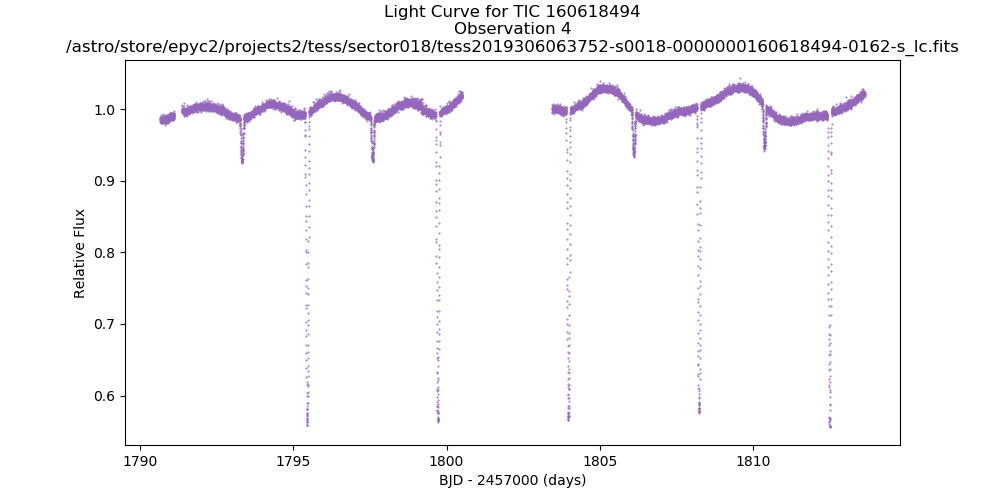 Light Curve for TIC 160618494
Observation 4
/astro/store/epyc2/projects2/tess/sector018/tess2019306063752-s0018-0000000160618494-0162-s_lc.fits
1.0
0.9
0.8
0.7
0.6
Relative Flux
1790
1795
1800
1805
1810
BJD - 2457000 (days)